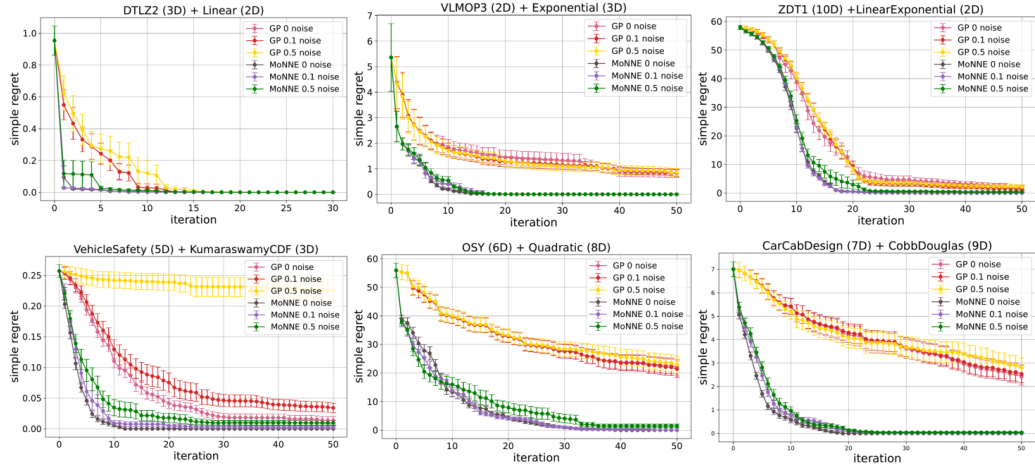 DTLZ2 (3D) + Linear (2D)
simple regret
1.0
0.8
0.6
0.4
0.2
0.0
GP 0 noise
GP 0.1 noise
GP 0.5 noise
MoNNE 0 noise
MoNNE 0.1 noise
MoNNE 0.5 noise
0 5 10 15 20 25 30
iteration
VLMOP3 (2D) + Exponential (3D)
simple regret
7
6
5
4
3
2
1
0
GP 0 noise
GP 0.1 noise
GP 0.5 noise
MoNNE 0 noise
MoNNE 0.1 noise
MoNNE 0.5 noise
0 10 20 30 40 50
iteration
ZDT1 (10D) +LinearExponential (2D)
simple regret
60
50
40
30
20
10
0
GP 0 noise
GP 0.1 noise
GP 0.5 noise
MoNNE 0 noise
MoNNE 0.1 noise
MoNNE 0.5 noise
0 10 20 30 40 50
iteration
VehicleSafety (5D) + KumaraswamyCDF (3D)
simple regret
0.25
0.20
0.15
0.10
0.05
0.00
GP 0 noise
GP 0.1 noise
GP 0.5 noise
MoNNE 0 noise
MoNNE 0.1 noise
MoNNE 0.5 noise
0 10 20 30 40 50
iteration
OSY (6D) + Quadratic (8D)
simple regret
60
50
40
30
20
10
0
GP 0 noise
GP 0.1 noise
GP 0.5 noise
MoNNE 0 noise
MoNNE 0.1 noise
MoNNE 0.5 noise
0 10 20 30 40 50
iteration
CarCabDesign (7D) + CobbDouglas (9D)
simple regret
7
6
5
4
3
2
1
0
GP 0 noise
GP 0.1 noise
GP 0.5 noise
MoNNE 0 noise
MoNNE 0.1 noise
MoNNE 0.5 noise
0 10 20 30 40 50
iteration